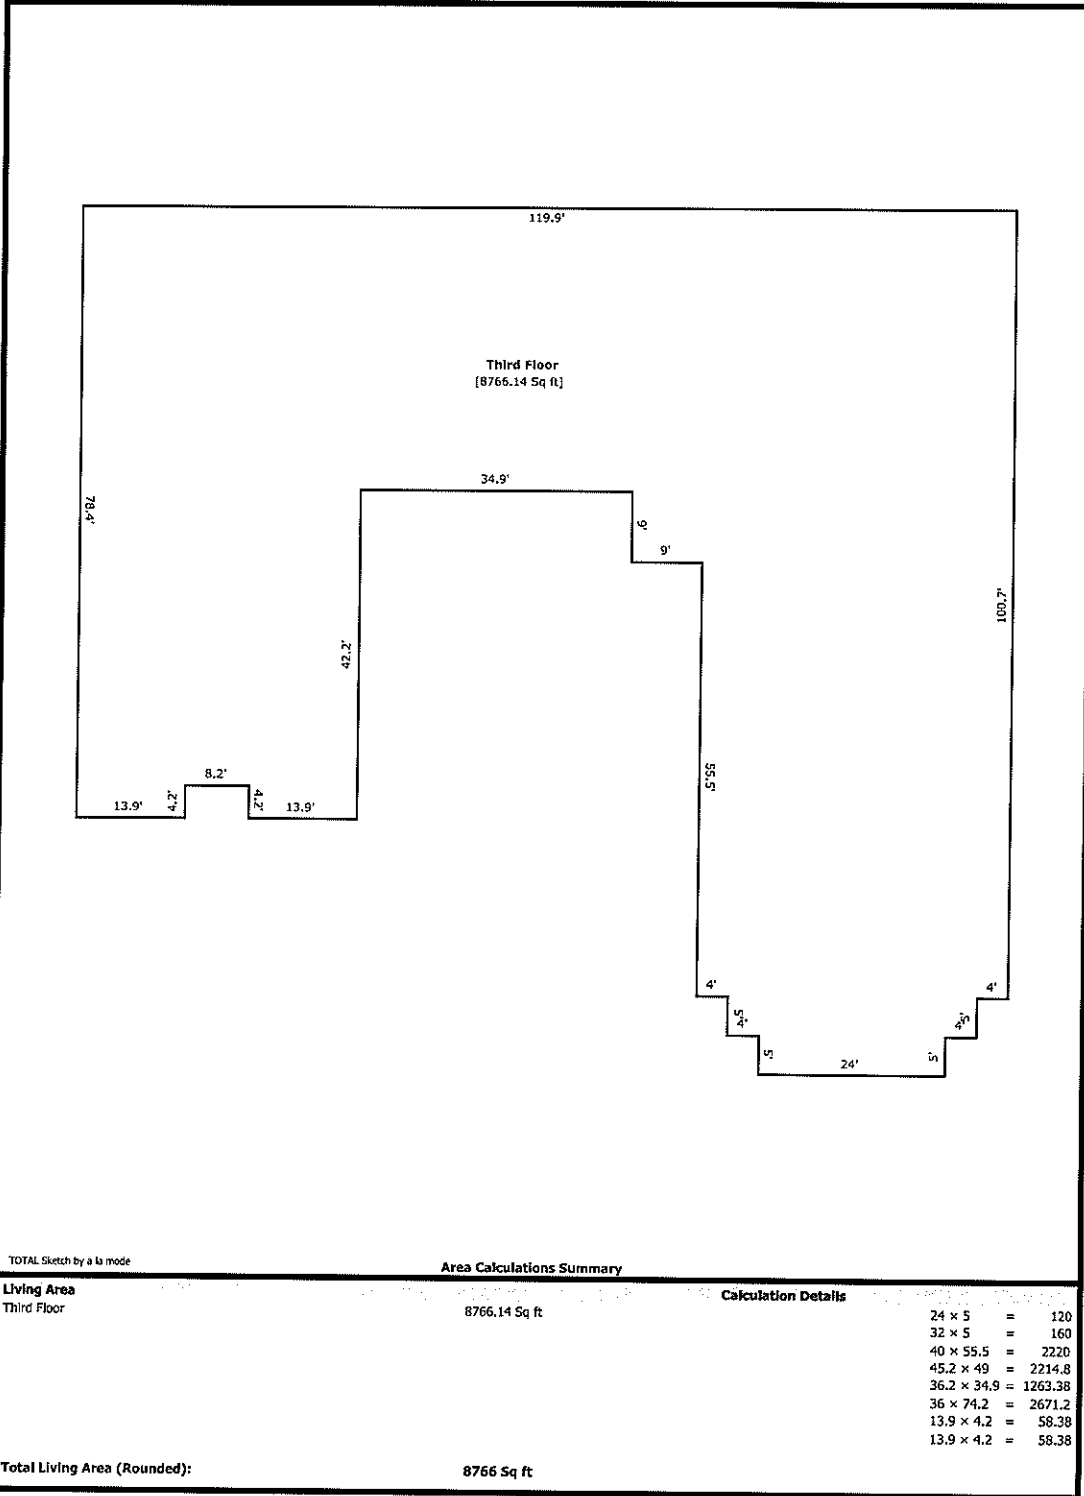 119.9'
Third Floor
[8766.14 Sq ft]
34.9'
78.4'
9'
9'
100.7'
42.2'
55.5'
8.2'
13.9'
4.2'
4.2'
13.9'
4'
4'
5'
4'
4'
5'
5'
24'
5'
TOTAL Sketch by a la mode
Area Calculations Summary
Living Area
Calculation Details
Third Floor
8766.14 Sq ft
24 × 5 = 120
32 × 5 = 160
40 × 55.5 = 2220
45.2 × 49 = 2214.8
36.2 × 34.9 = 1263.38
36 × 74.2 = 2671.2
13.9 × 4.2 = 58.38
13.9 × 4.2 = 58.38
Total Living Area (Rounded):
8766 Sq ft